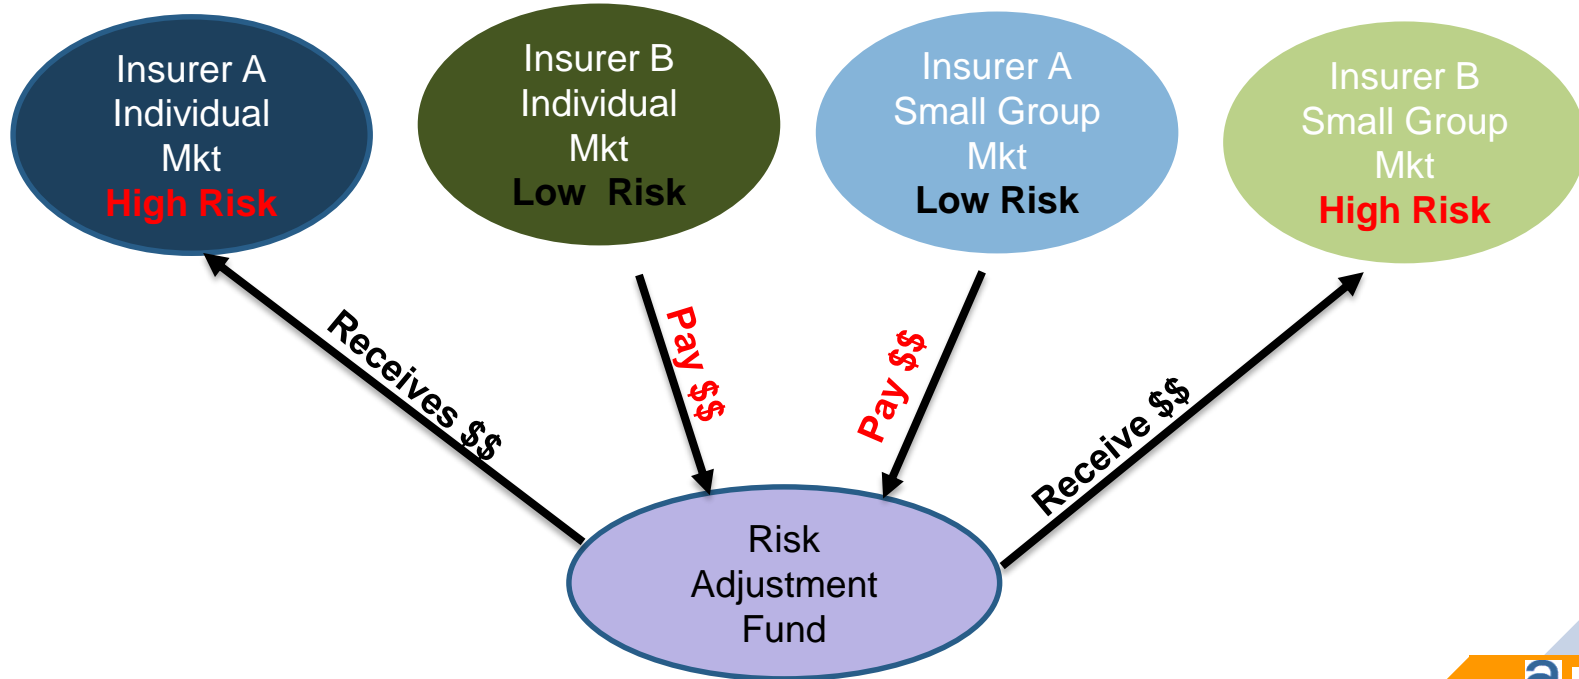 Insurer A
Individual
Mkt
High Risk
Insurer B
Individual
Mkt
Low Risk
Insurer A
Small Group
Mkt
Low Risk
Insurer B
Small Group
Mkt
High Risk
Receives $$
Pay $$
Pay $$
Receive $$
Risk
Adjustment
Fund
a